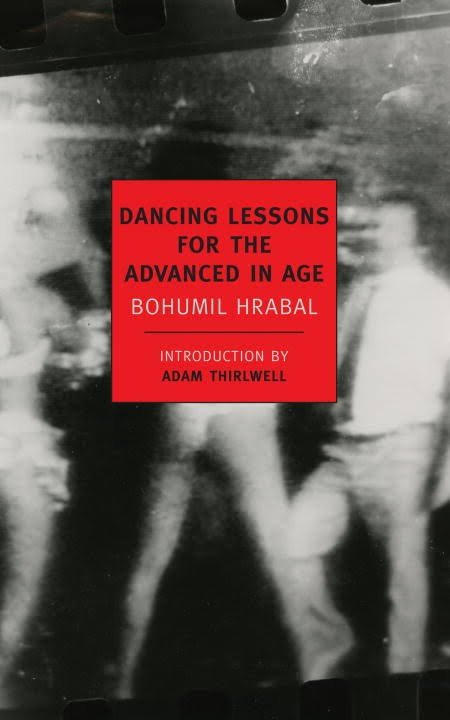 DANCING LESSONS
FOR THE
ADVANCED IN AGE
BOHUMIL HRABAL
INTRODUCTION BY
ADAM THIRLWELL